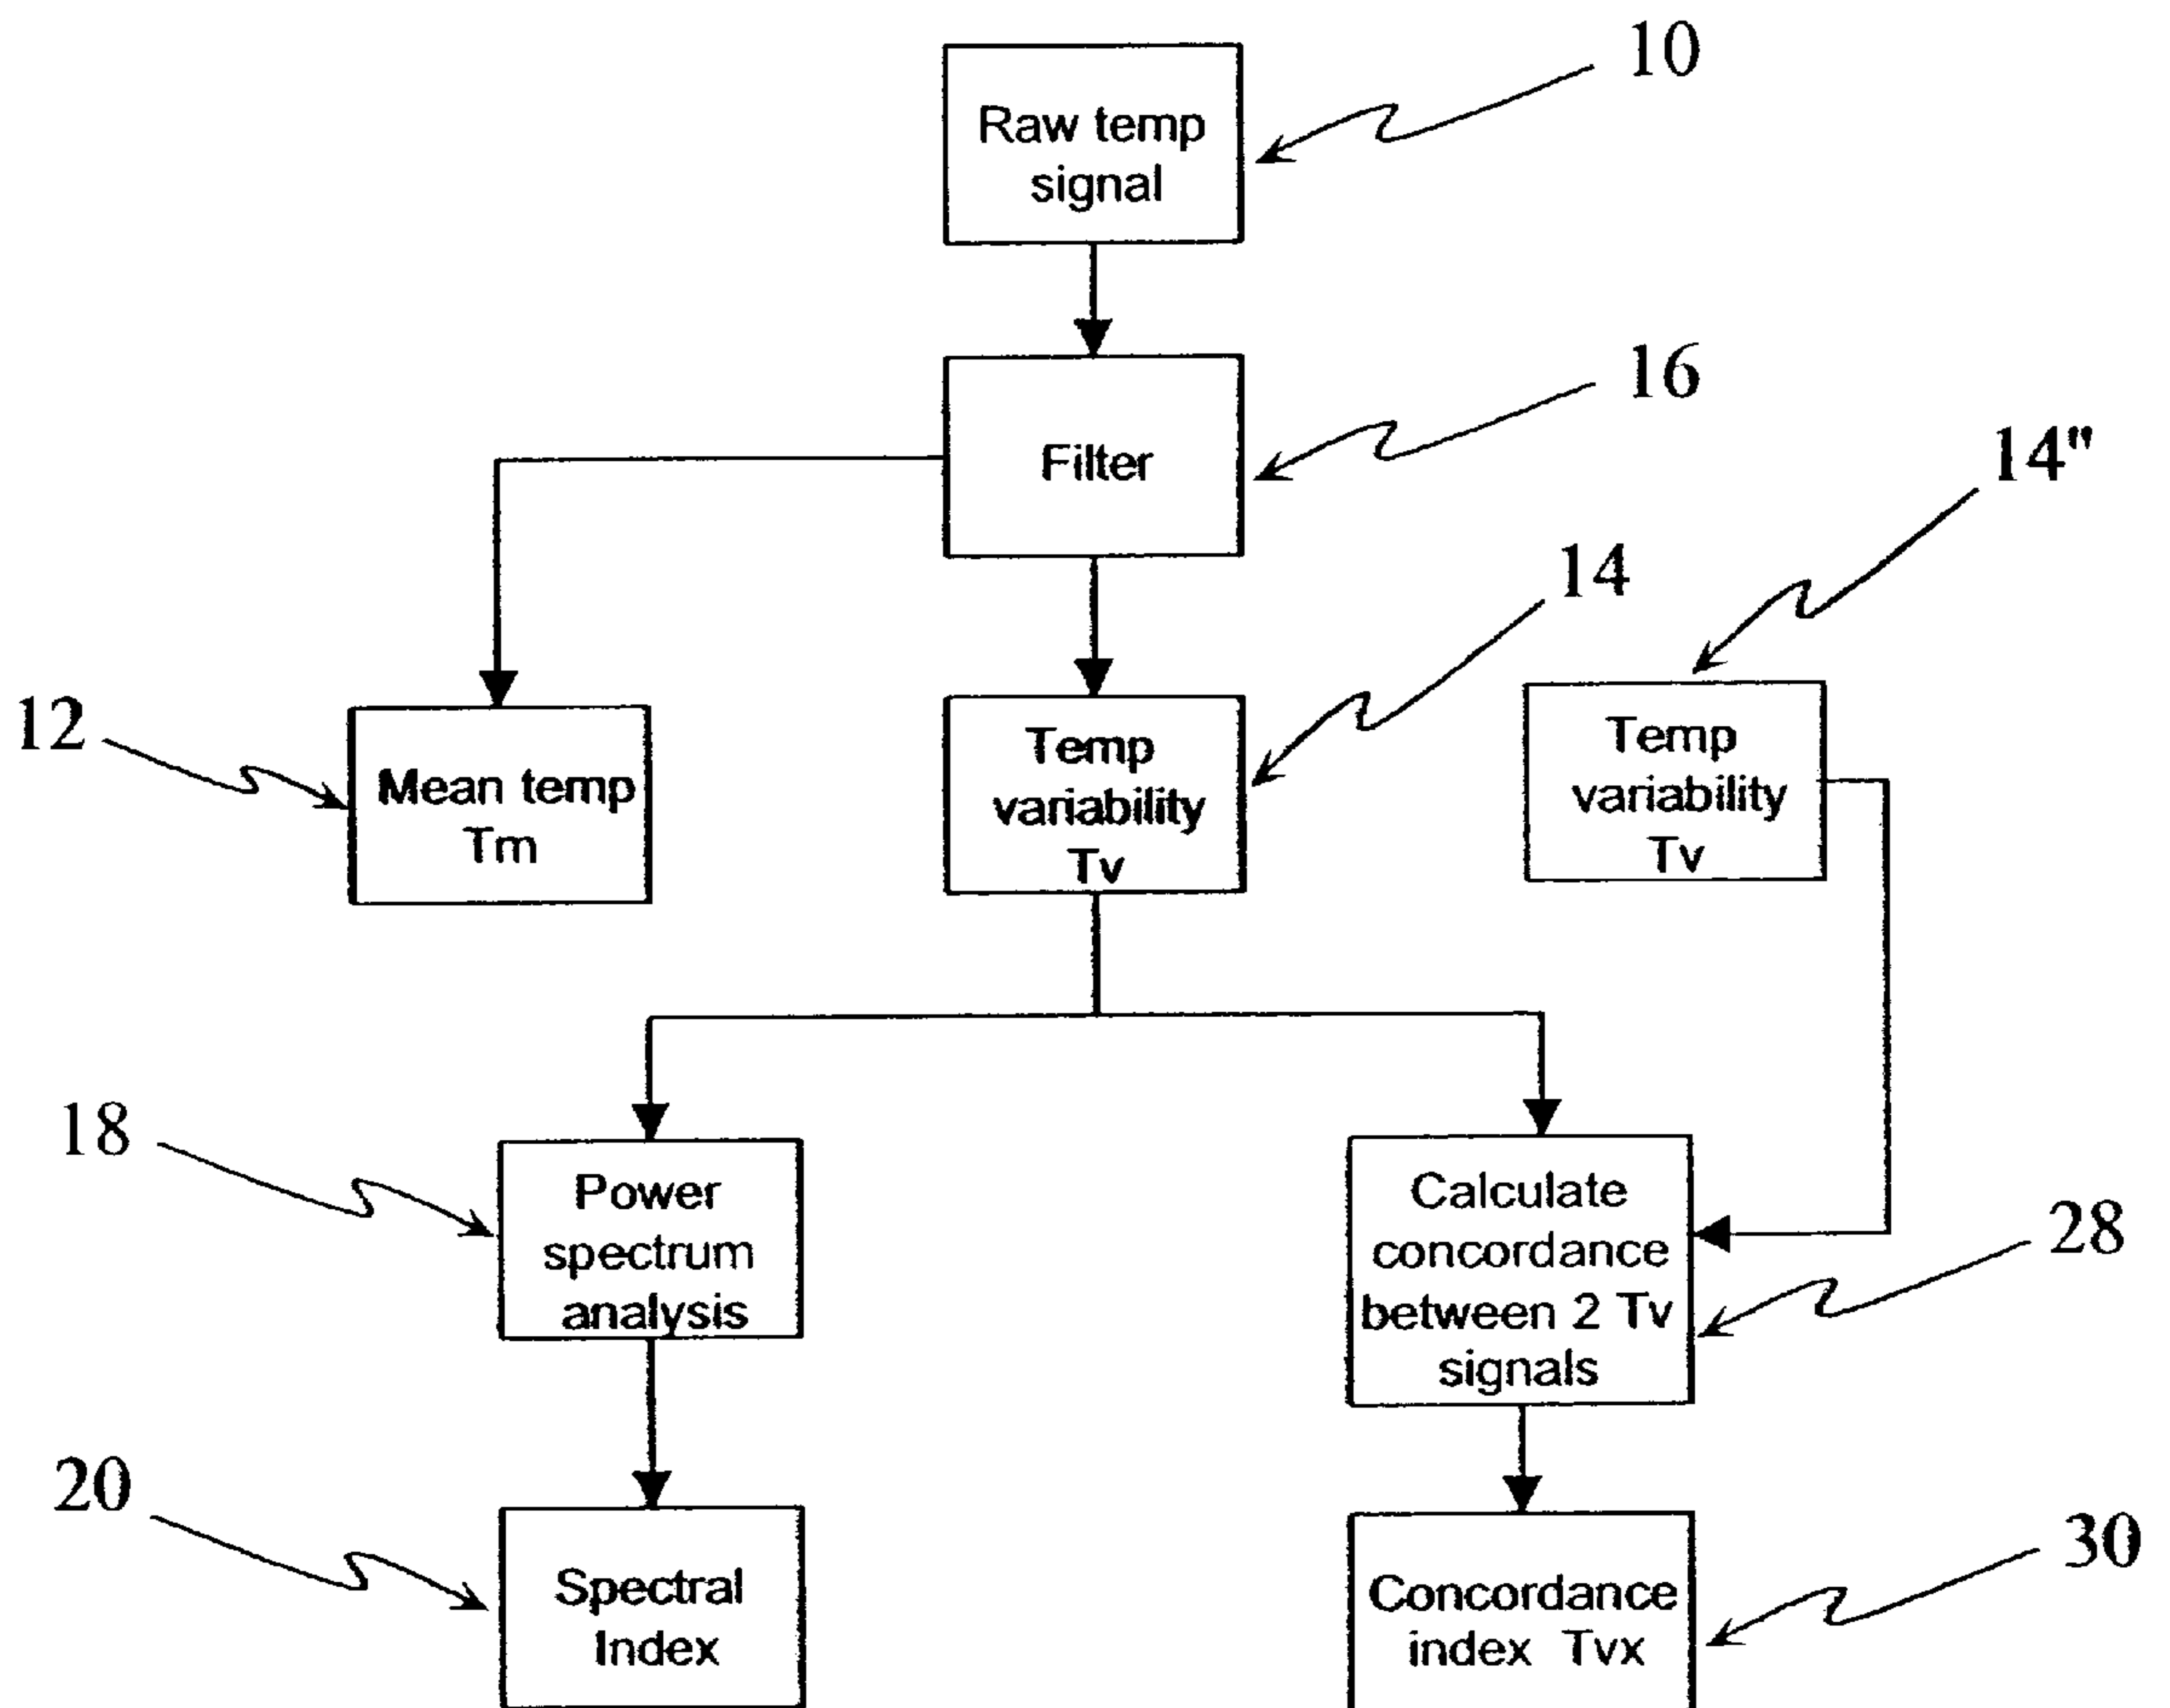 10
Raw temp
signal
16
Filter
14"
14
12
Mean temp
Tm
Temp
variability
Tv
Temp
variability
Tv
18
Power
spectrum
analysis
Calculate
concordance
between 2 Tv
signals
28
20
Spectral
Index
Concordance
index Tvx
30